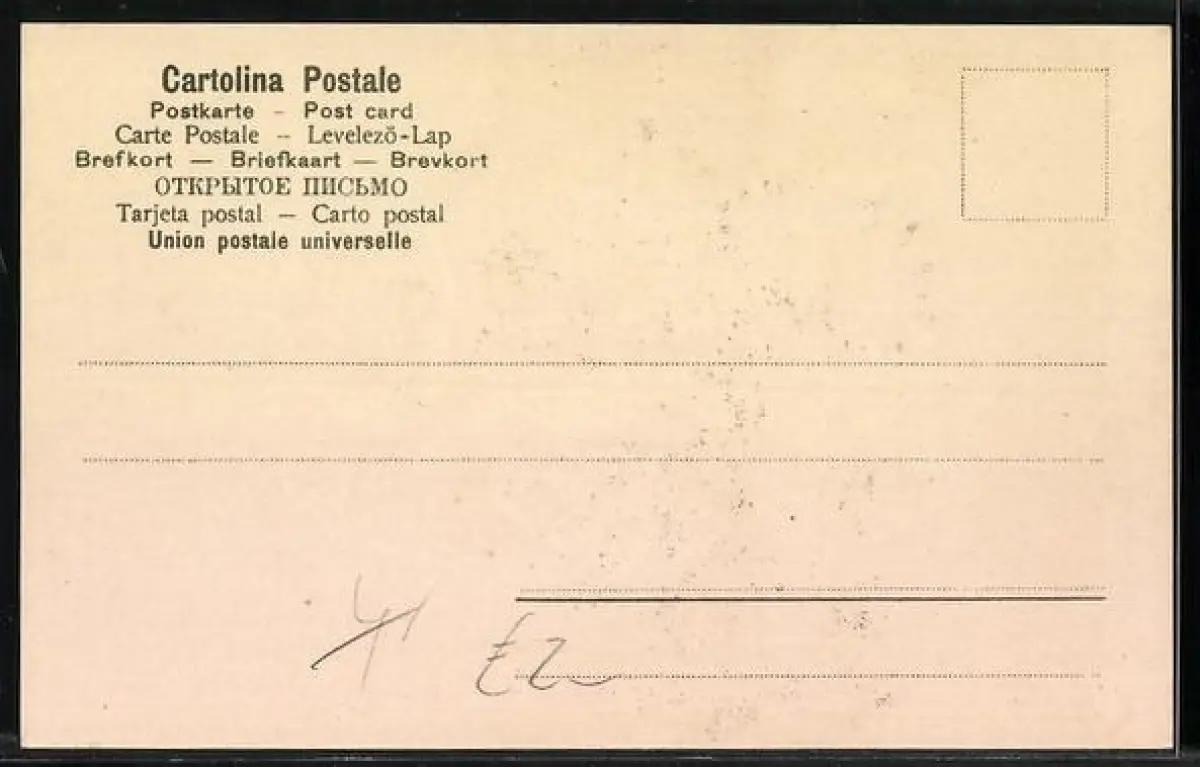 Cartolina Postale
Postkarte – Post card
Carte Postale – Levelező-Lap
Brefkort — Briefkaart — Brevkort
ОТКРЫТОЕ ПИСЬМО
Tarjeta postal — Carto postal
Union postale universelle